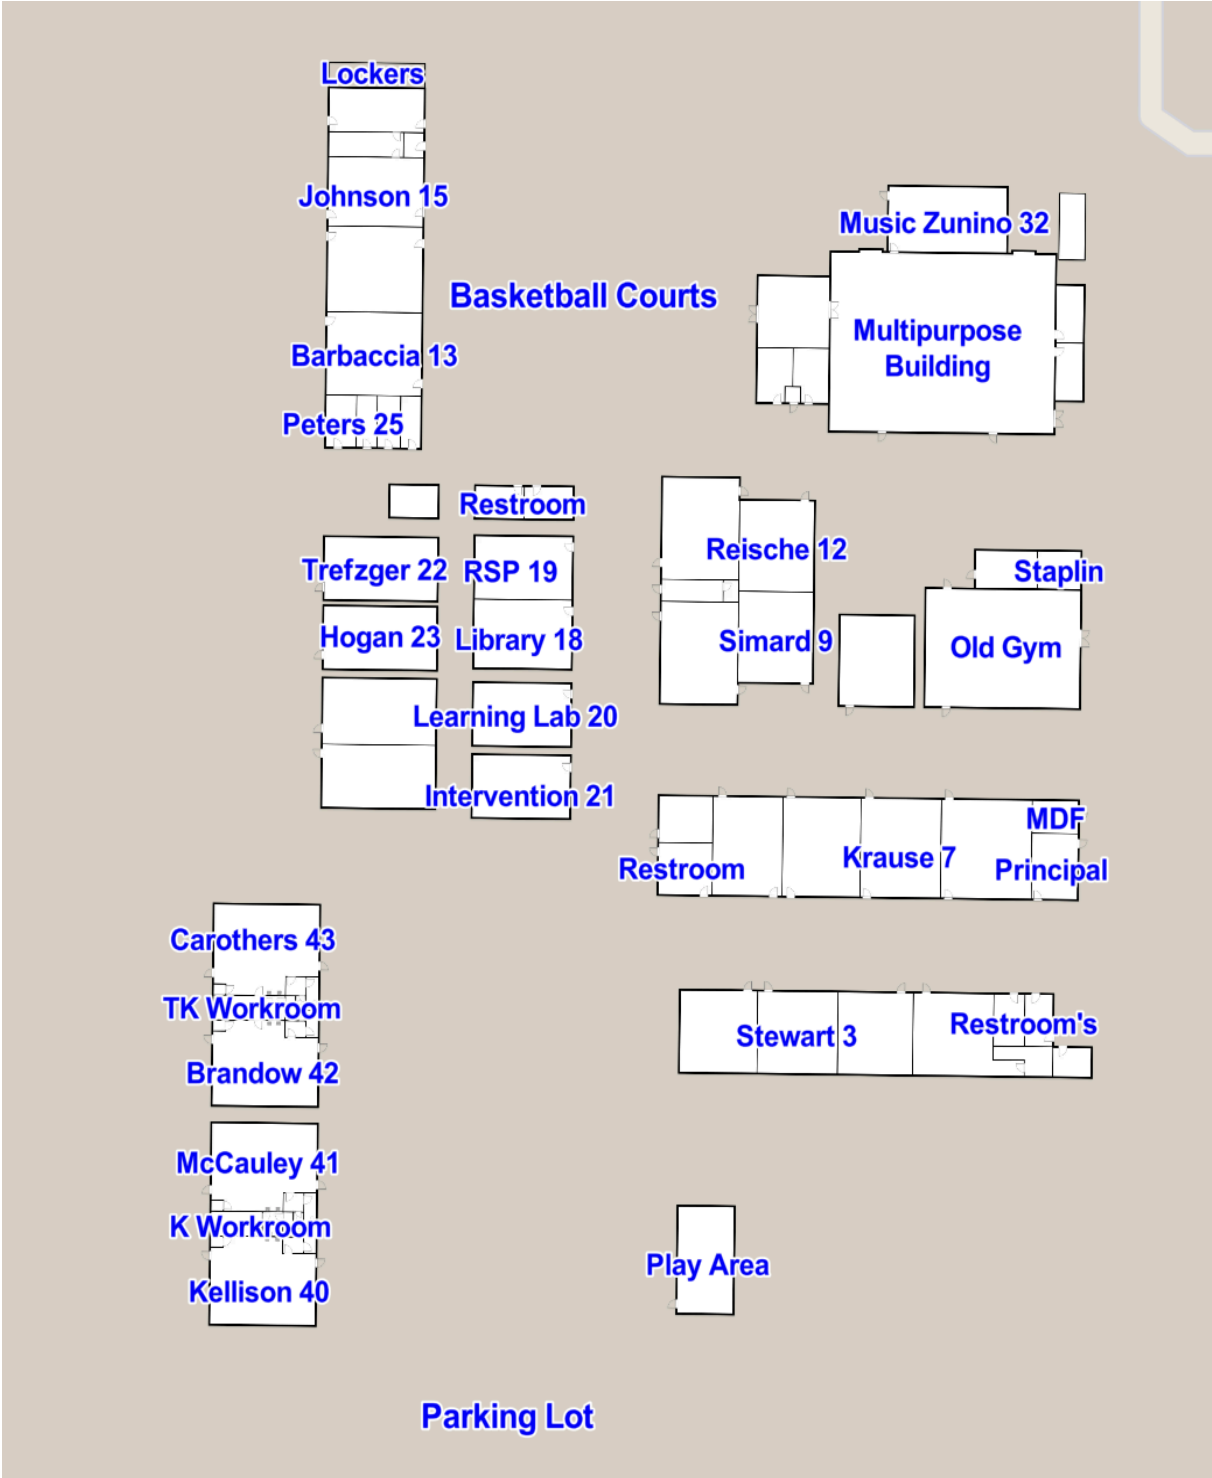 Lockers
Johnson 15
Music Zunino 32
Basketball Courts
Multipurpose
Building
Barbaccia 13
Peters 25
Restroom
Reische 12
Trefzger 22
RSP 19
Staplin
Hogan 23
Library 18
Simard 9
Old Gym
Learning Lab 20
Intervention 21
MDF
Restroom
Krause 7
Principal
Carothers 43
TK Workroom
Restroom's
Stewart 3
Brandow 42
McCauley 41
K Workroom
Play Area
Kellison 40
Parking Lot